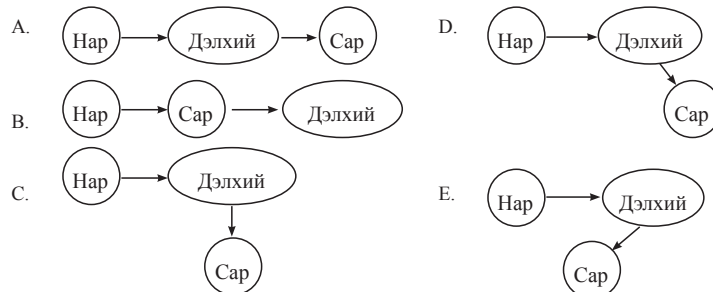 A. Нар Дэлхий Сар
B. Нар Сар Дэлхий
C. Нар Дэлхий
Сар
D. Нар Дэлхий
Сар
E. Нар Дэлхий
Сар